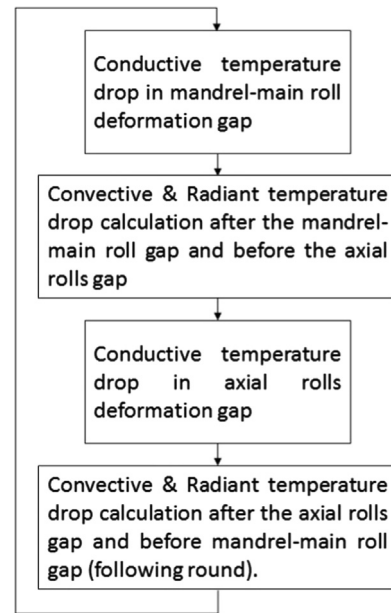 Conductive temperature
drop in mandrel-main roll
deformation gap
Convective & Radiant temperature
drop calculation after the mandrel-
main roll gap and before the axial
rolls gap
Conductive temperature
drop in axial rolls
deformation gap
Convective & Radiant temperature
drop calculation after the axial rolls
gap and before mandrel-main roll
gap (following round).